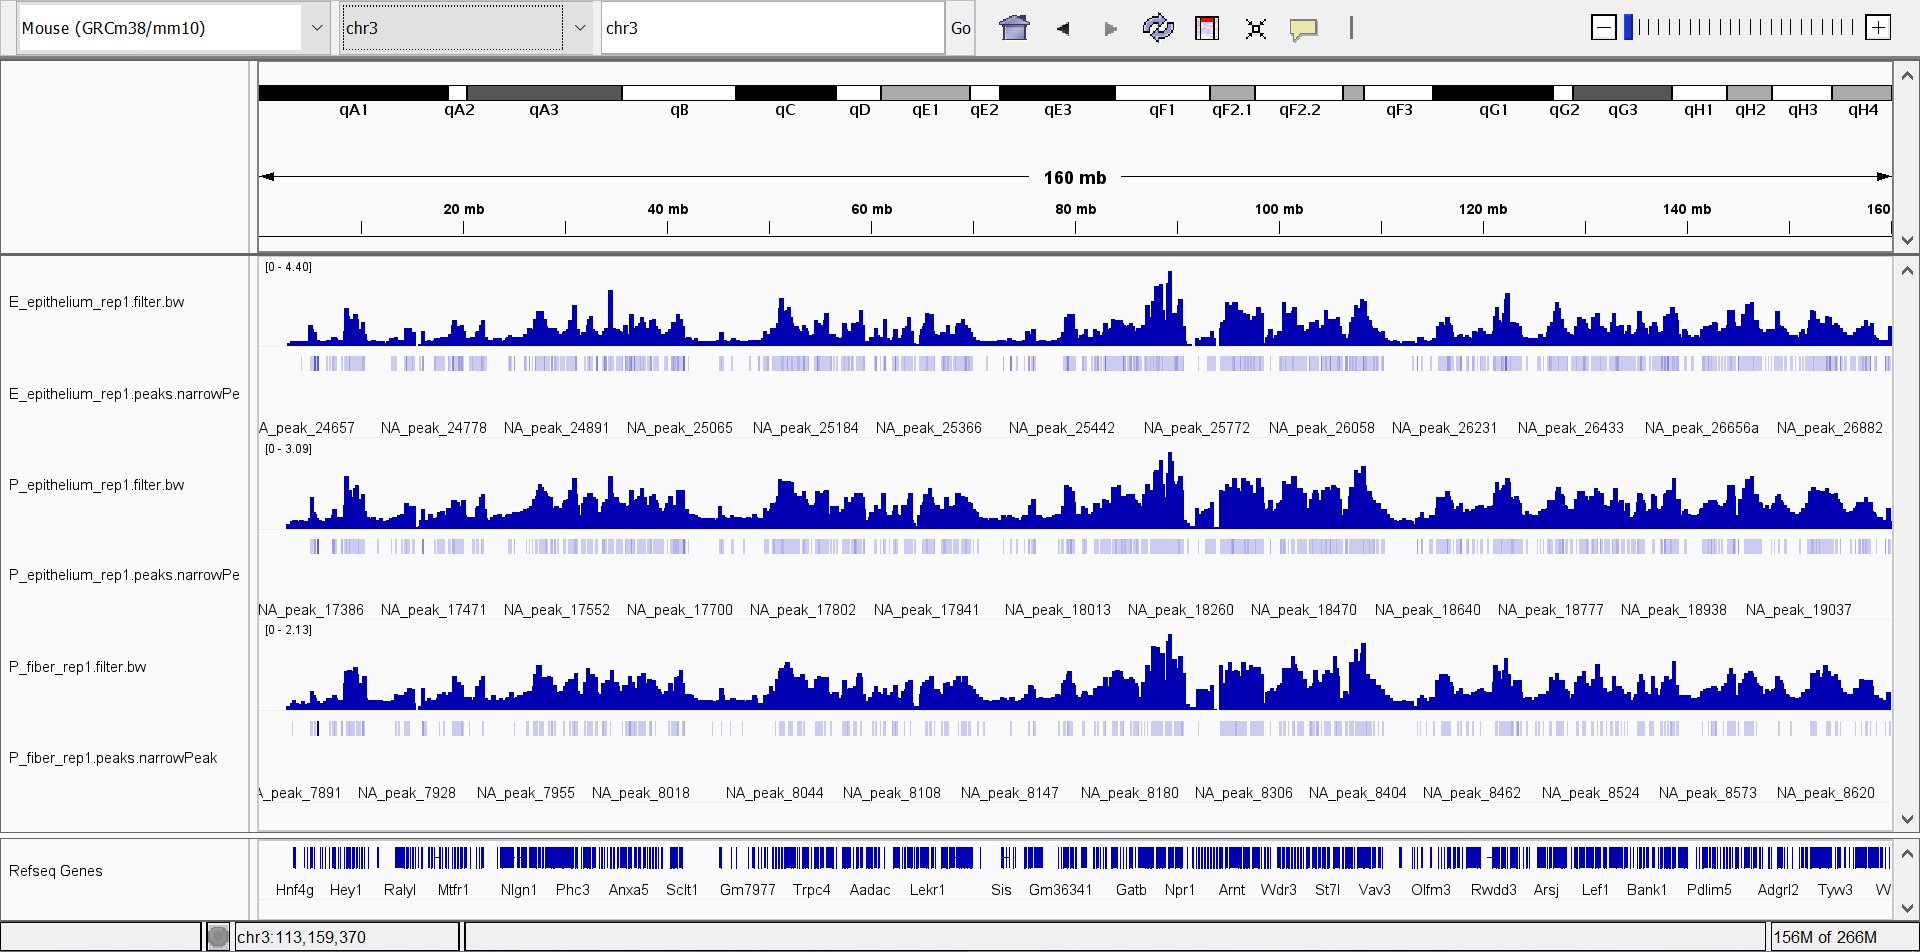 Mouse (GRCm38/mm10) chr3 chr3 Go
qA1 qA2 qA3 qB qC qD qE1 qE2 qE3 qF1 qF2.1 qF2.2 qF3 qG1 qG2 qG3 qH1 qH2 qH3 qH4
160 mb
20 mb 40 mb 60 mb 80 mb 100 mb 120 mb 140 mb 160
[0 - 4.40]
E_epithelium_rep1.filter.bw
E_epithelium_rep1.peaks.narrowPe
A_peak_24657 NA_peak_24778 NA_peak_24891 NA_peak_25065 NA_peak_25184 NA_peak_25366 NA_peak_25442 NA_peak_25772 NA_peak_26058 NA_peak_26231 NA_peak_26433 NA_peak_26656a NA_peak_26882
[0 - 3.09]
P_epithelium_rep1.filter.bw
P_epithelium_rep1.peaks.narrowPe
NA_peak_17386 NA_peak_17471 NA_peak_17552 NA_peak_17700 NA_peak_17802 NA_peak_17941 NA_peak_18013 NA_peak_18260 NA_peak_18470 NA_peak_18640 NA_peak_18777 NA_peak_18938 NA_peak_19037
[0 - 2.13]
P_fiber_rep1.filter.bw
P_fiber_rep1.peaks.narrowPeak
A_peak_7891 NA_peak_7928 NA_peak_7955 NA_peak_8018 NA_peak_8044 NA_peak_8108 NA_peak_8147 NA_peak_8180 NA_peak_8306 NA_peak_8404 NA_peak_8462 NA_peak_8524 NA_peak_8573 NA_peak_8620
Refseq Genes
Hnf4g Hey1 Ralyl Mtfr1 Nlgn1 Phc3 Anxa5 Sclt1 Gm7977 Trpc4 Aadac Lekr1 Sis Gm36341 Gatb Npr1 Arnt Wdr3 St7l Vav3 Olfm3 Rwdd3 Arsj Lef1 Bank1 Pdlim5 Adgrl2 Tyw3 W
chr3:113,159,370 156M of 266M